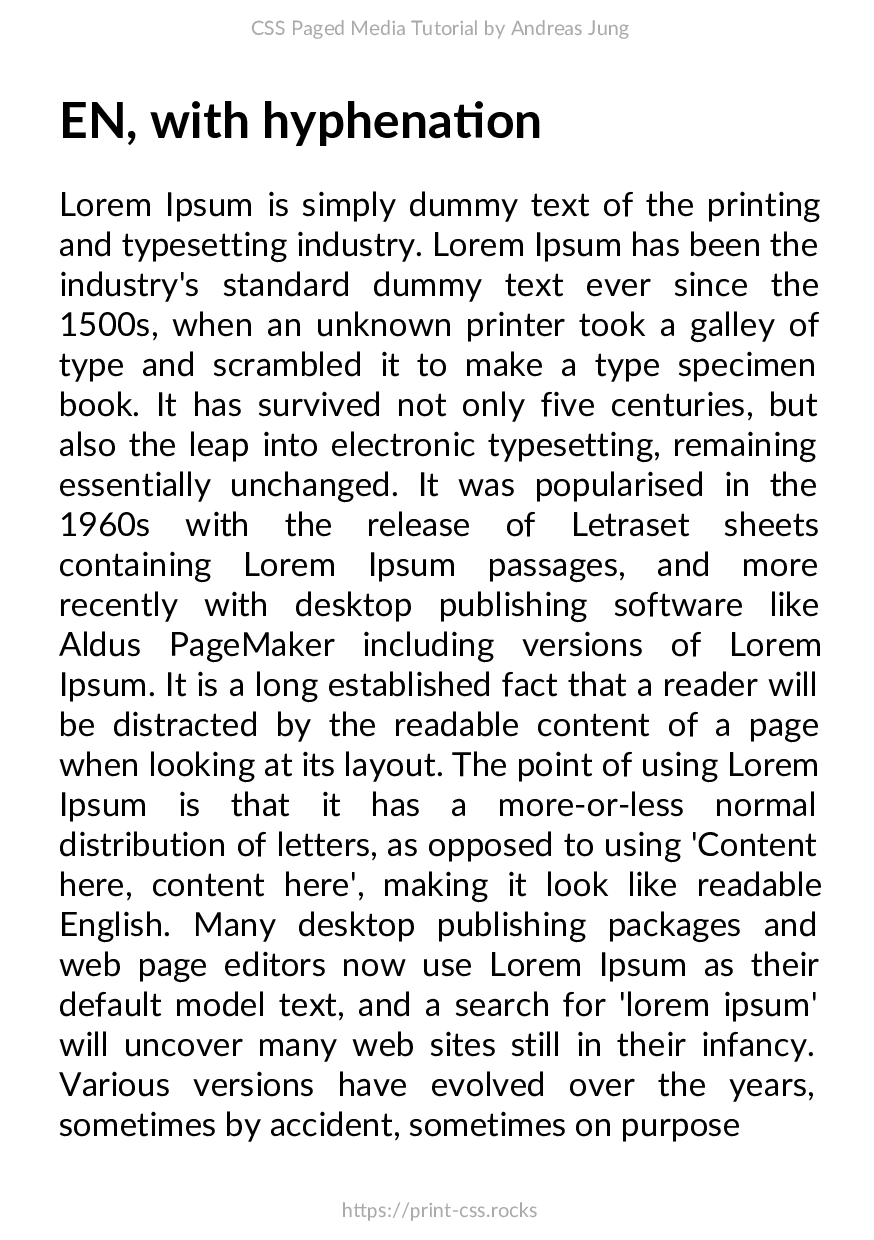 CSS Paged Media Tutorial by Andreas Jung
EN, with hyphenation
Lorem Ipsum is simply dummy text of the printing
and typesetting industry. Lorem Ipsum has been the
industry's standard dummy text ever since the
1500s, when an unknown printer took a galley of
type and scrambled it to make a type specimen
book. It has survived not only five centuries, but
also the leap into electronic typesetting, remaining
essentially unchanged. It was popularised in the
1960s with the release of Letraset sheets
containing Lorem Ipsum passages, and more
recently with desktop publishing software like
Aldus PageMaker including versions of Lorem
Ipsum. It is a long established fact that a reader will
be distracted by the readable content of a page
when looking at its layout. The point of using Lorem
Ipsum is that it has a more-or-less normal
distribution of letters, as opposed to using 'Content
here, content here', making it look like readable
English. Many desktop publishing packages and
web page editors now use Lorem Ipsum as their
default model text, and a search for 'lorem ipsum'
will uncover many web sites still in their infancy.
Various versions have evolved over the years,
sometimes by accident, sometimes on purpose
https://print-css.rocks